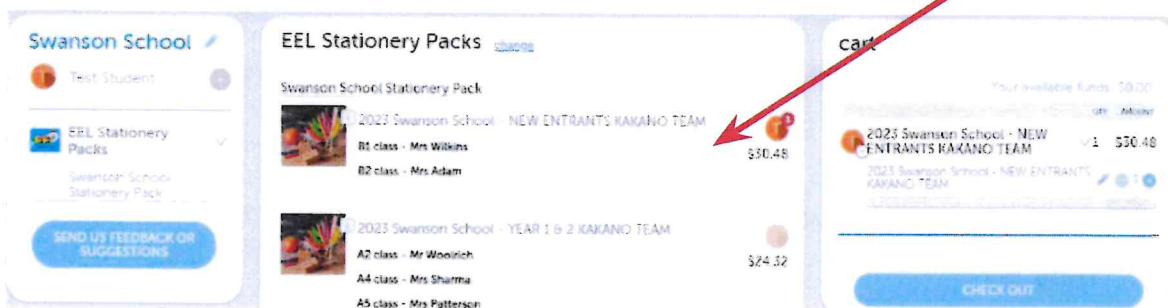 Swanson School
Test Student
EEL Stationery
Packs
Swanson School
Stationery Pack
SEND US FEEDBACK OR
SUGGESTIONS
EEL Stationery Packs change
Swanson School Stationery Pack
2023 Swanson School - NEW ENTRANTS KAKANO TEAM
B1 class - Mrs Wilkins
B2 class - Mrs Adam
$30.48
2023 Swanson School - YEAR 1 & 2 KAKANO TEAM
A2 class - Mr Woolrich
A4 class - Mrs Sharma
A5 class - Mrs Patterson
$24.32
cart
Your available funds: $0.00
QTY AMOUNT
2023 Swanson School - NEW
ENTRANTS KAKANO TEAM
1 $30.48
2023 Swanson School - NEW ENTRANTS
KAKANO TEAM
1
CHECK OUT